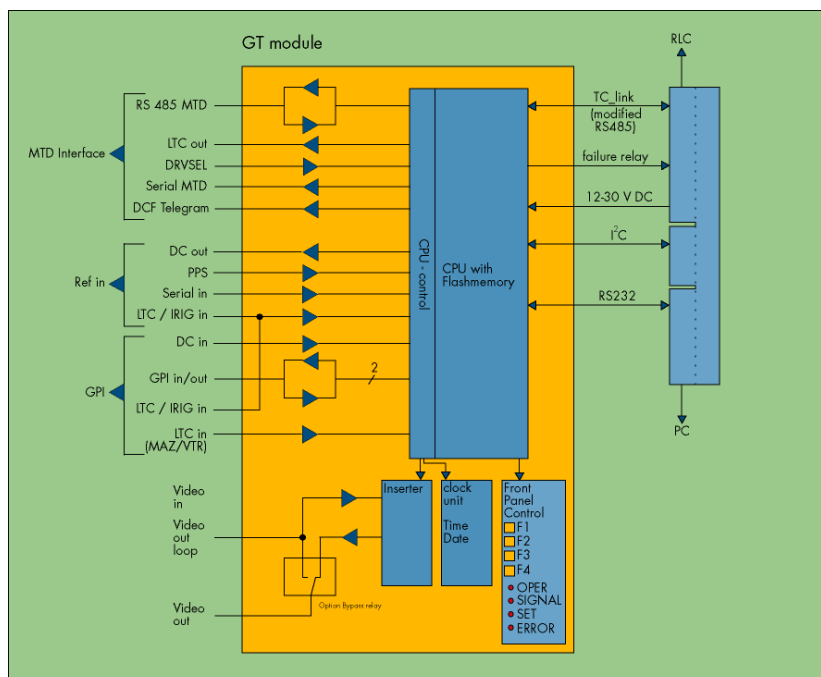 GT module
RLC
RS 485 MTD
LTC out
DRVSEL
Serial MTD
DCF Telegram
MTD Interface
DC out
PPS
Serial in
LTC / IRIG in
Ref in
DC in
GPI in/out
2
LTC / IRIG in
LTC in
(MAZ/VTR)
GPI
CPU - control
CPU with
Flashmemory
TC_link
(modified
RS485)
failure relay
12-30 V DC
I²C
RS232
PC
Video
in
Video
out
loop
Video
out
Option Bypass relay
Inserter
clock
unit
Time
Date
Front
Panel
Control
F1
F2
F3
F4
OPER
SIGNAL
SET
ERROR